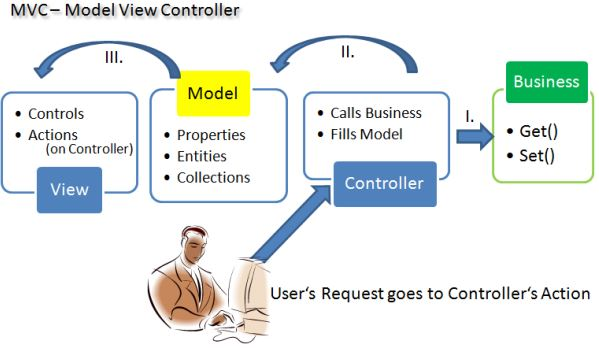 MVC – Model View Controller
III.
II.
Model
Business
• Controls
• Actions
(on Controller)
View
• Properties
• Entities
• Collections
• Calls Business
• Fills Model
Controller
I.
• Get()
• Set()
User‘s Request goes to Controller‘s Action